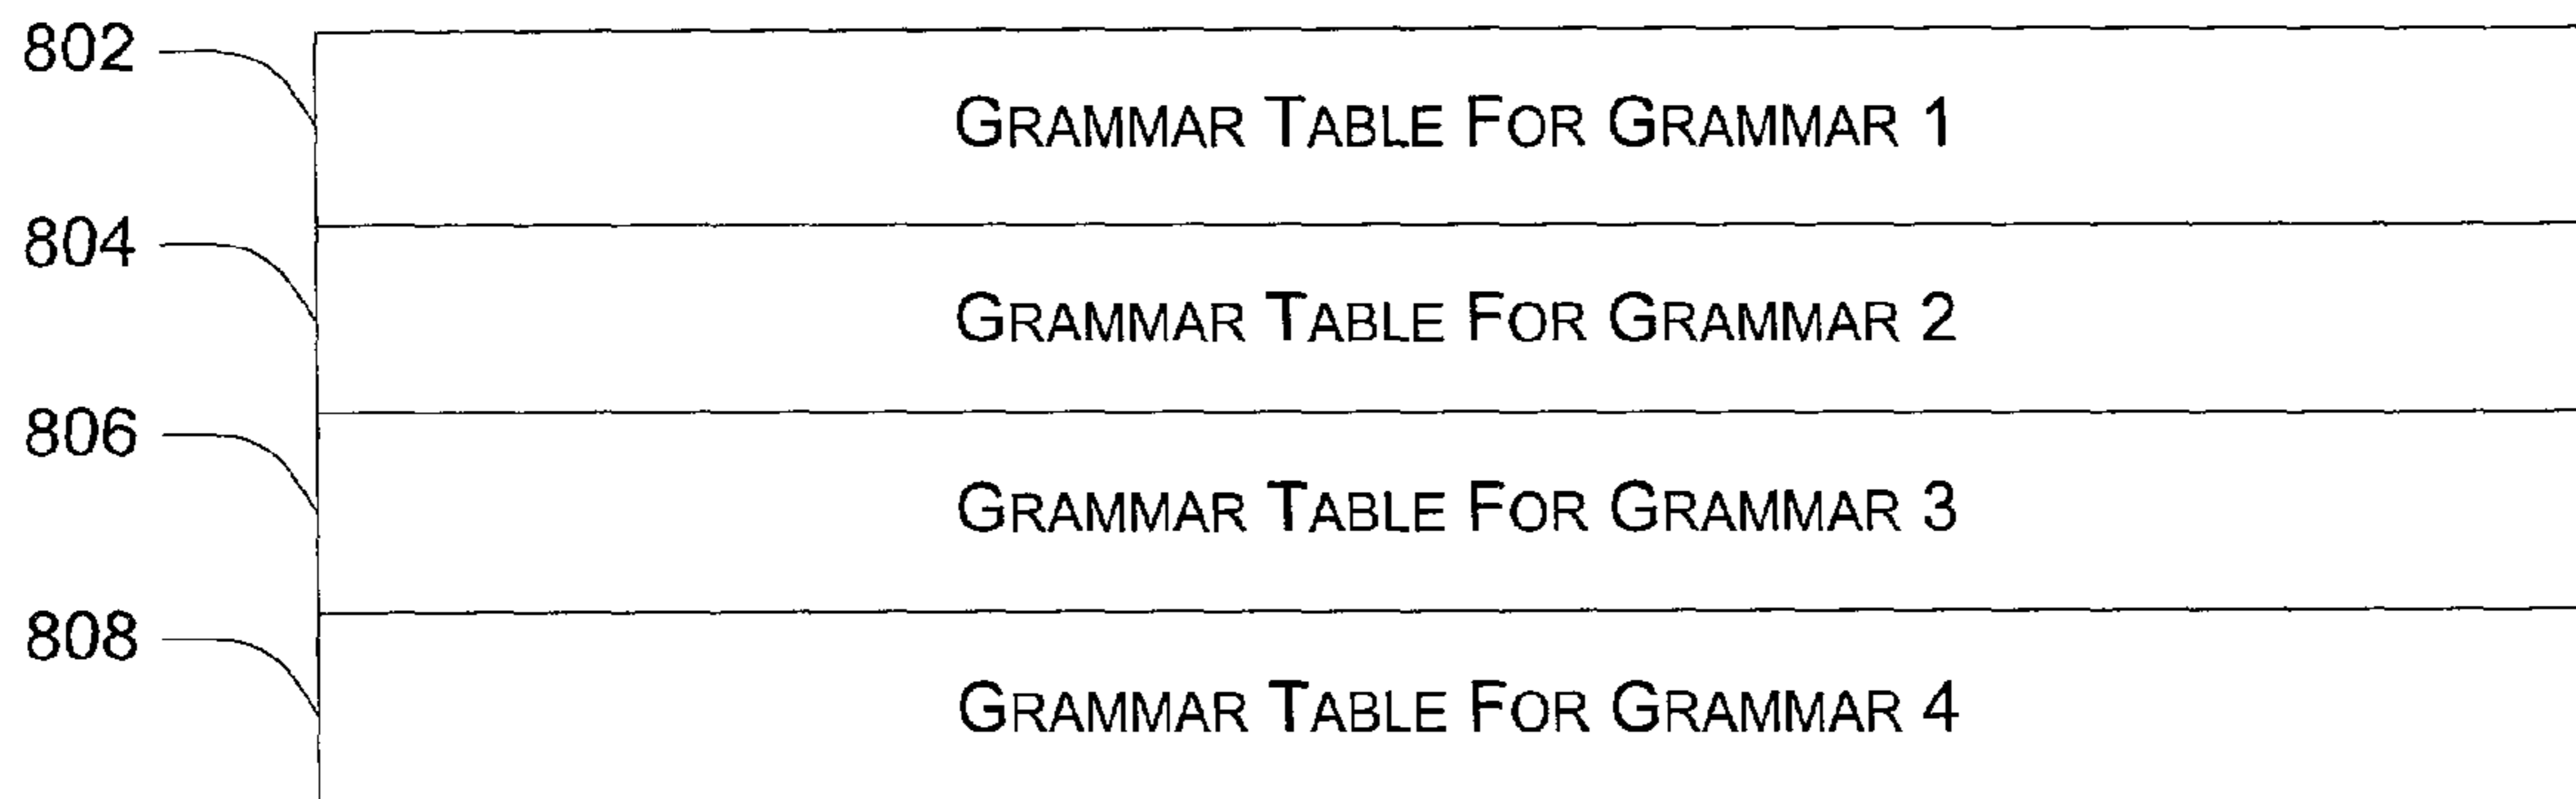 802
GRAMMAR TABLE FOR GRAMMAR 1
804
GRAMMAR TABLE FOR GRAMMAR 2
806
GRAMMAR TABLE FOR GRAMMAR 3
808
GRAMMAR TABLE FOR GRAMMAR 4